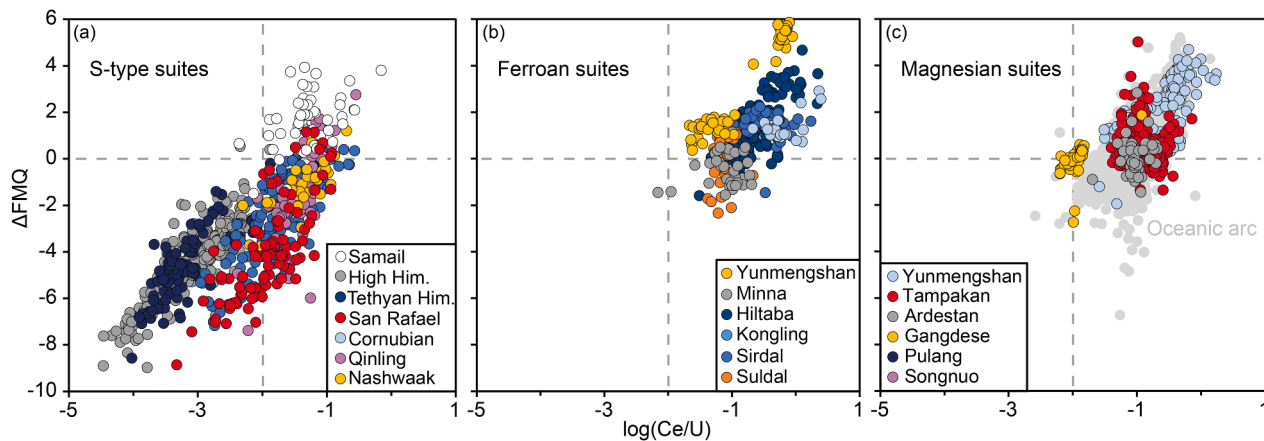 (a)
S-type suites
6
4
2
0
-2
-4
-6
-8
-10
ΔFMQ
Samail
High Him.
Tethyan Him.
San Rafael
Cornubian
Qinling
Nashwaak
-5
-3
-1
1
(b)
Ferroan suites
Yunmengshan
Minna
Hiltaba
Kongling
Sirdal
Suldal
-5
-3
-1
1
log(Ce/U)
(c)
Magnesian suites
Oceanic arc
Yunmengshan
Tampakan
Ardestan
Gangdese
Pulang
Songnuo
-5
-3
-1
1